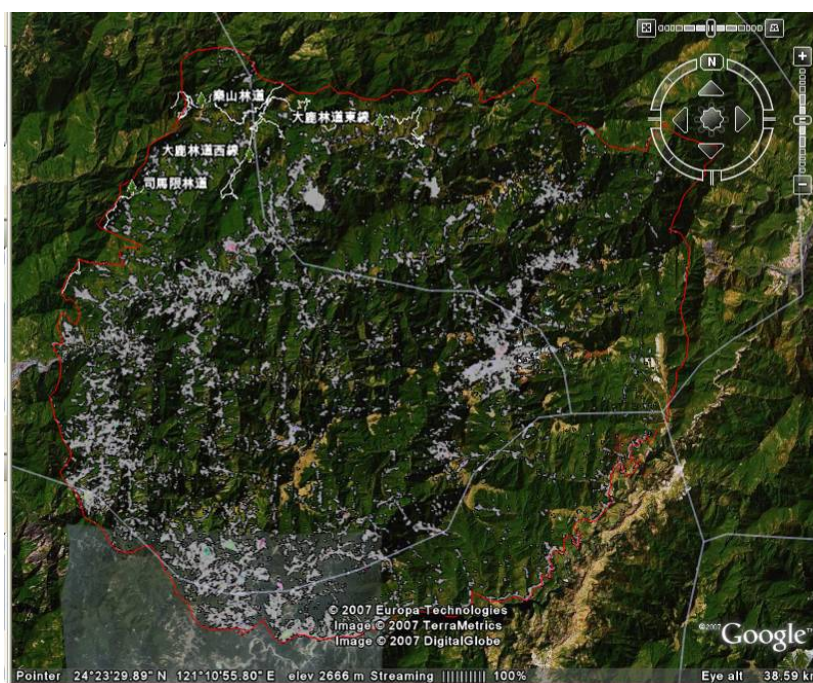 N
樂山林道
大鹿林道東線
大鹿林道西線
司馬限林道
© 2007 Europa Technologies
Image © 2007 TerraMetrics
Image © 2007 DigitalGlobe
©2007 Google™
Pointer 24°23'29.89" N 121°10'55.80" E elev 2666 m Streaming |||||||||| 100% Eye alt 38.59 km